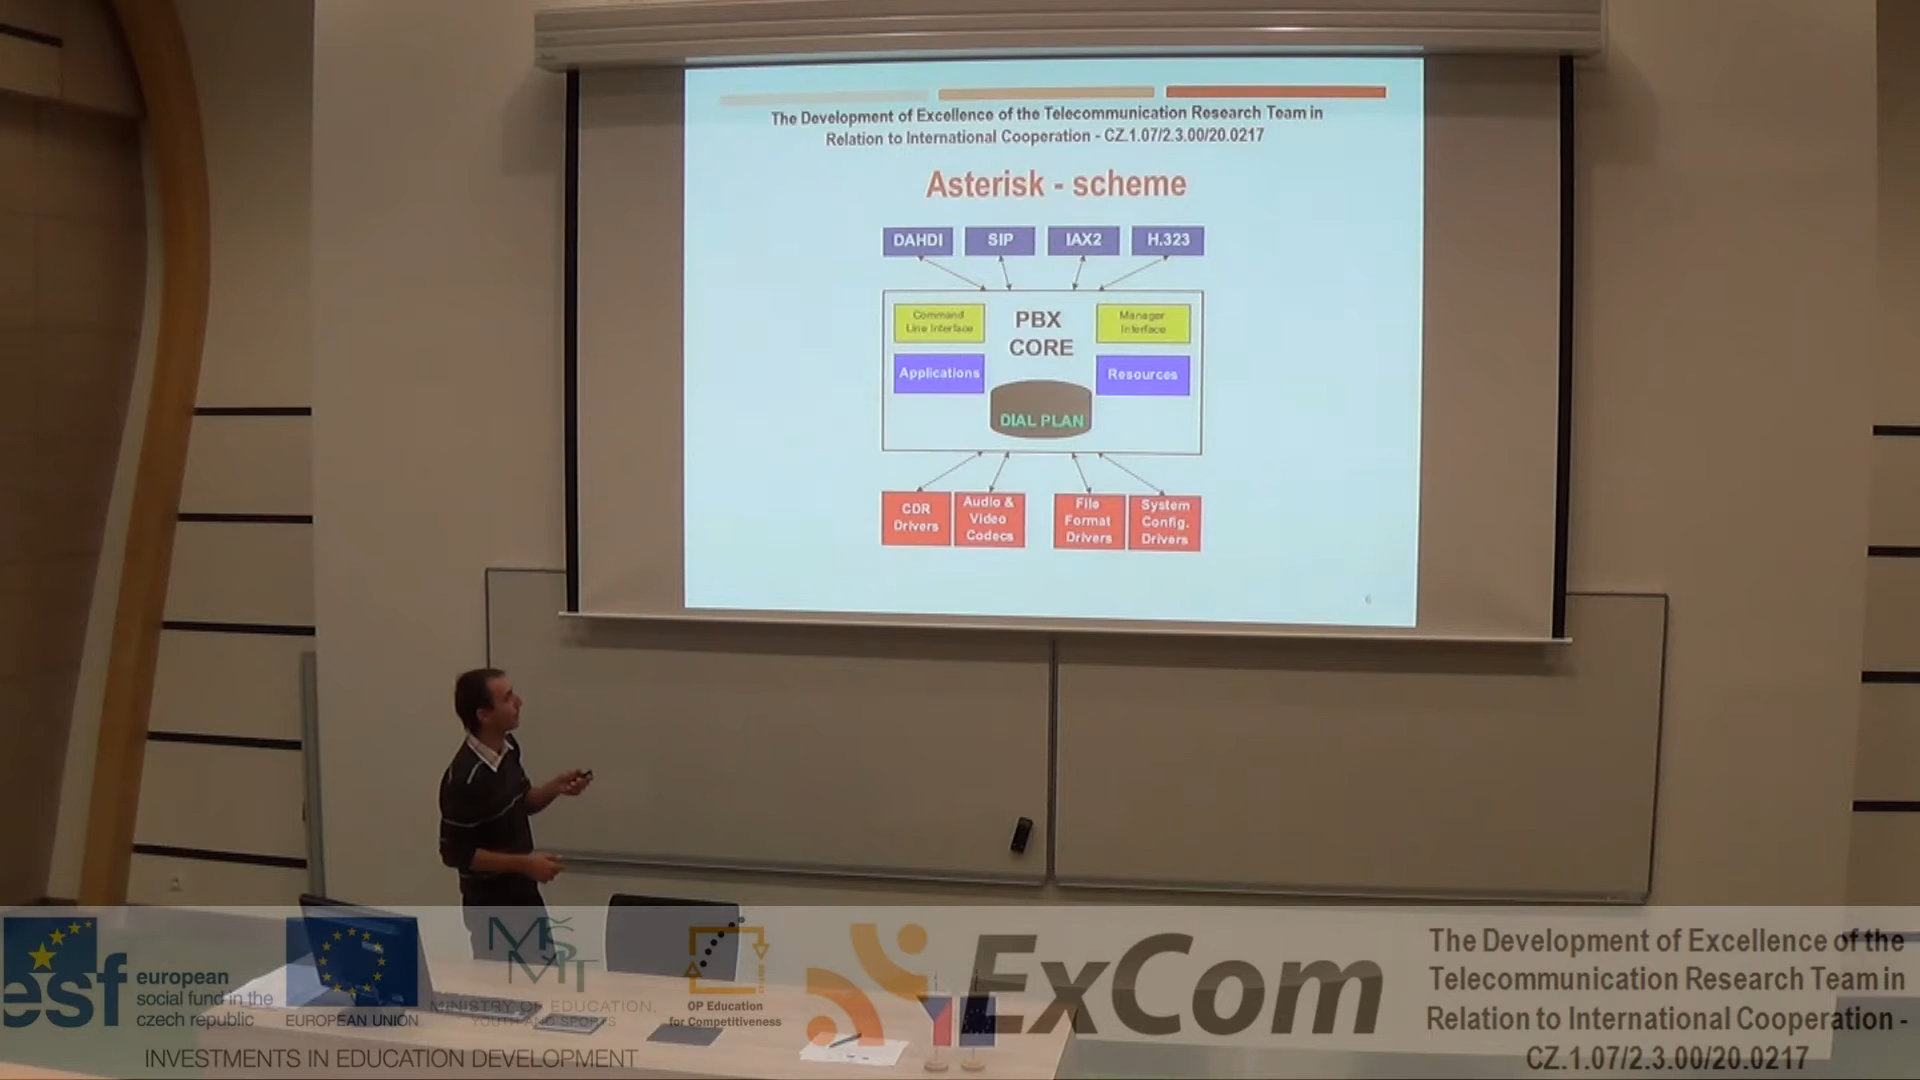 The Development of Excellence of the Telecommunication Research Team in
Relation to International Cooperation - CZ.1.07/2.3.00/20.0217
Asterisk - scheme
DAHDI
SIP
IAX2
H.323
Command
Line Interface
PBX
CORE
Manager
Interface
Applications
Resources
DIAL PLAN
CDR
Drivers
Audio &
Video
Codecs
File
Format
Drivers
System
Config.
Drivers
6
esf
european
social fund in the
czech republic
EUROPEAN UNION
MŠMT
MINISTRY OF EDUCATION,
YOUTH AND SPORTS
OP Education
for Competitiveness
INVESTMENTS IN EDUCATION DEVELOPMENT
ExCom
The Development of Excellence of the
Telecommunication Research Team in
Relation to International Cooperation -
CZ.1.07/2.3.00/20.0217